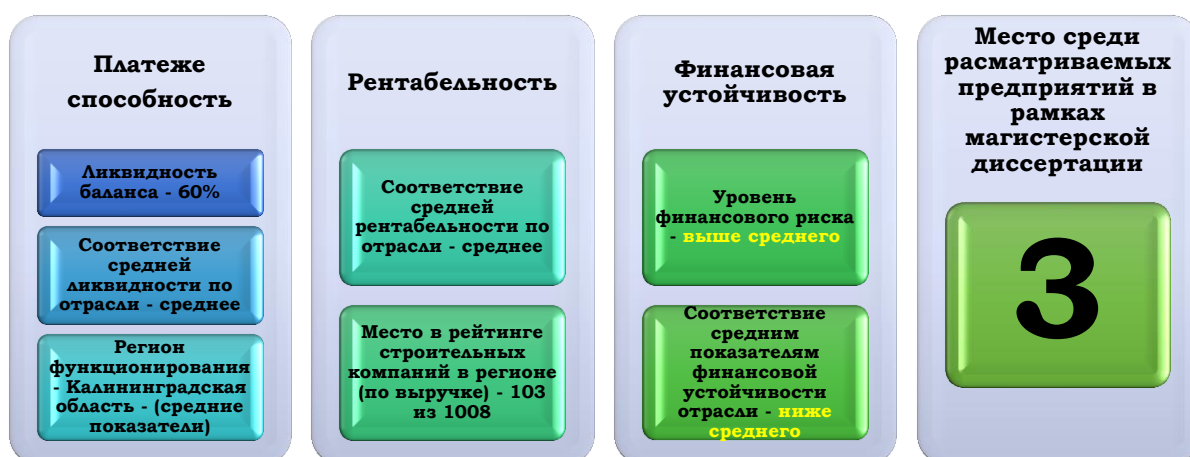 Платеже
способность
Ликвидность
баланса - 60%
Соответствие
средней
ликвидности по
отрасли - среднее
Регион
функционирования
- Калининградская
область - (средние
показатели)
Рентабельность
Соответствие
средней
рентабельности по
отрасли - среднее
Место в рейтинге
строительных
компаний в регионе
(по выручке) - 103
из 1008
Финансовая
устойчивость
Уровень
финансового риска
- выше среднего
Соответствие
средним
показателям
финансовой
устойчивости
отрасли - ниже
среднего
Место среди
расматриваемых
предприятий в
рамках
магистерской
диссертации
3